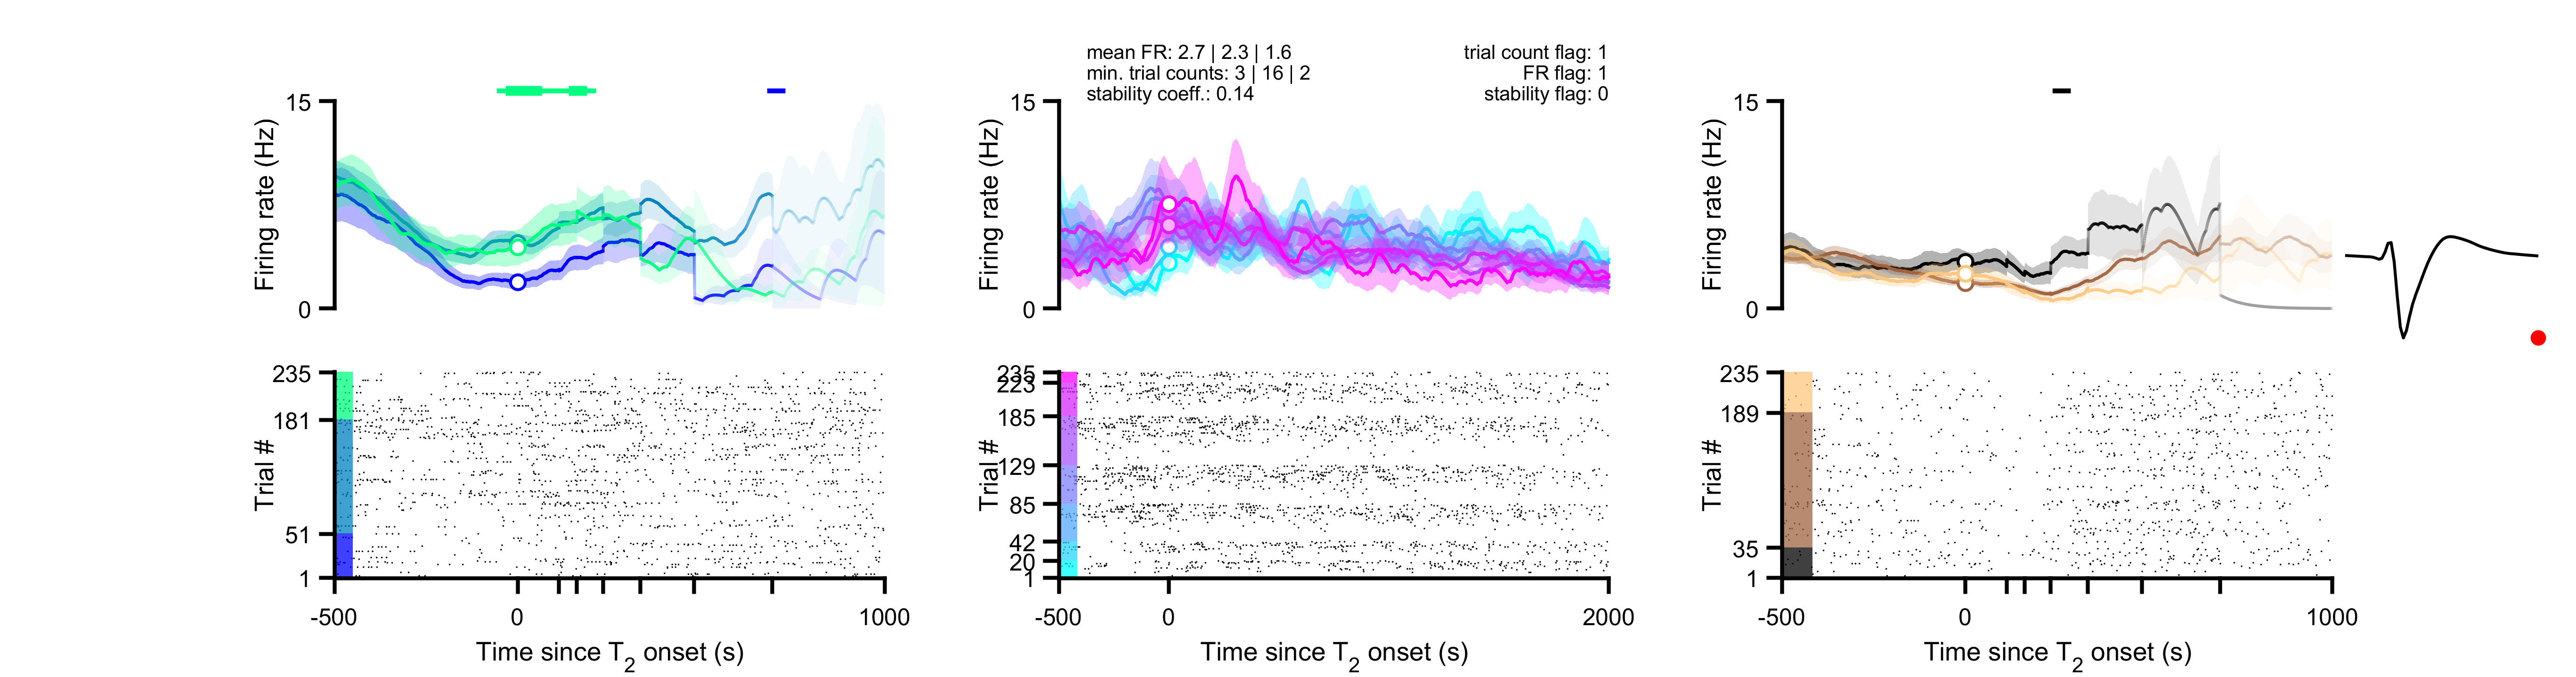 mean FR: 2.7 | 2.3 | 1.6
min. trial counts: 3 | 16 | 2
stability coeff.: 0.14
trial count flag: 1
FR flag: 1
stability flag: 0
15
Firing rate (Hz)
0
235
181
Trial #
51
1
-500
0
1000
Time since T2 onset (s)
15
Firing rate (Hz)
0
235
223
185
Trial #
129
85
42
20
1
-500
0
2000
Time since T2 onset (s)
15
Firing rate (Hz)
0
235
189
Trial #
35
1
-500
0
1000
Time since T2 onset (s)